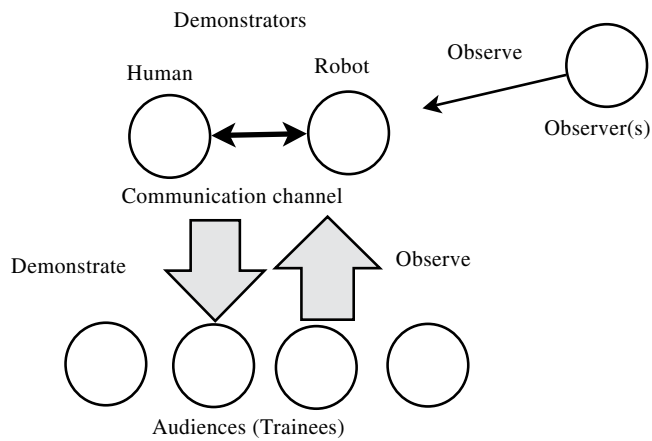 Demonstrators
Observe
Human
Robot
Observer(s)
Communication channel
Demonstrate
Observe
Audiences (Trainees)